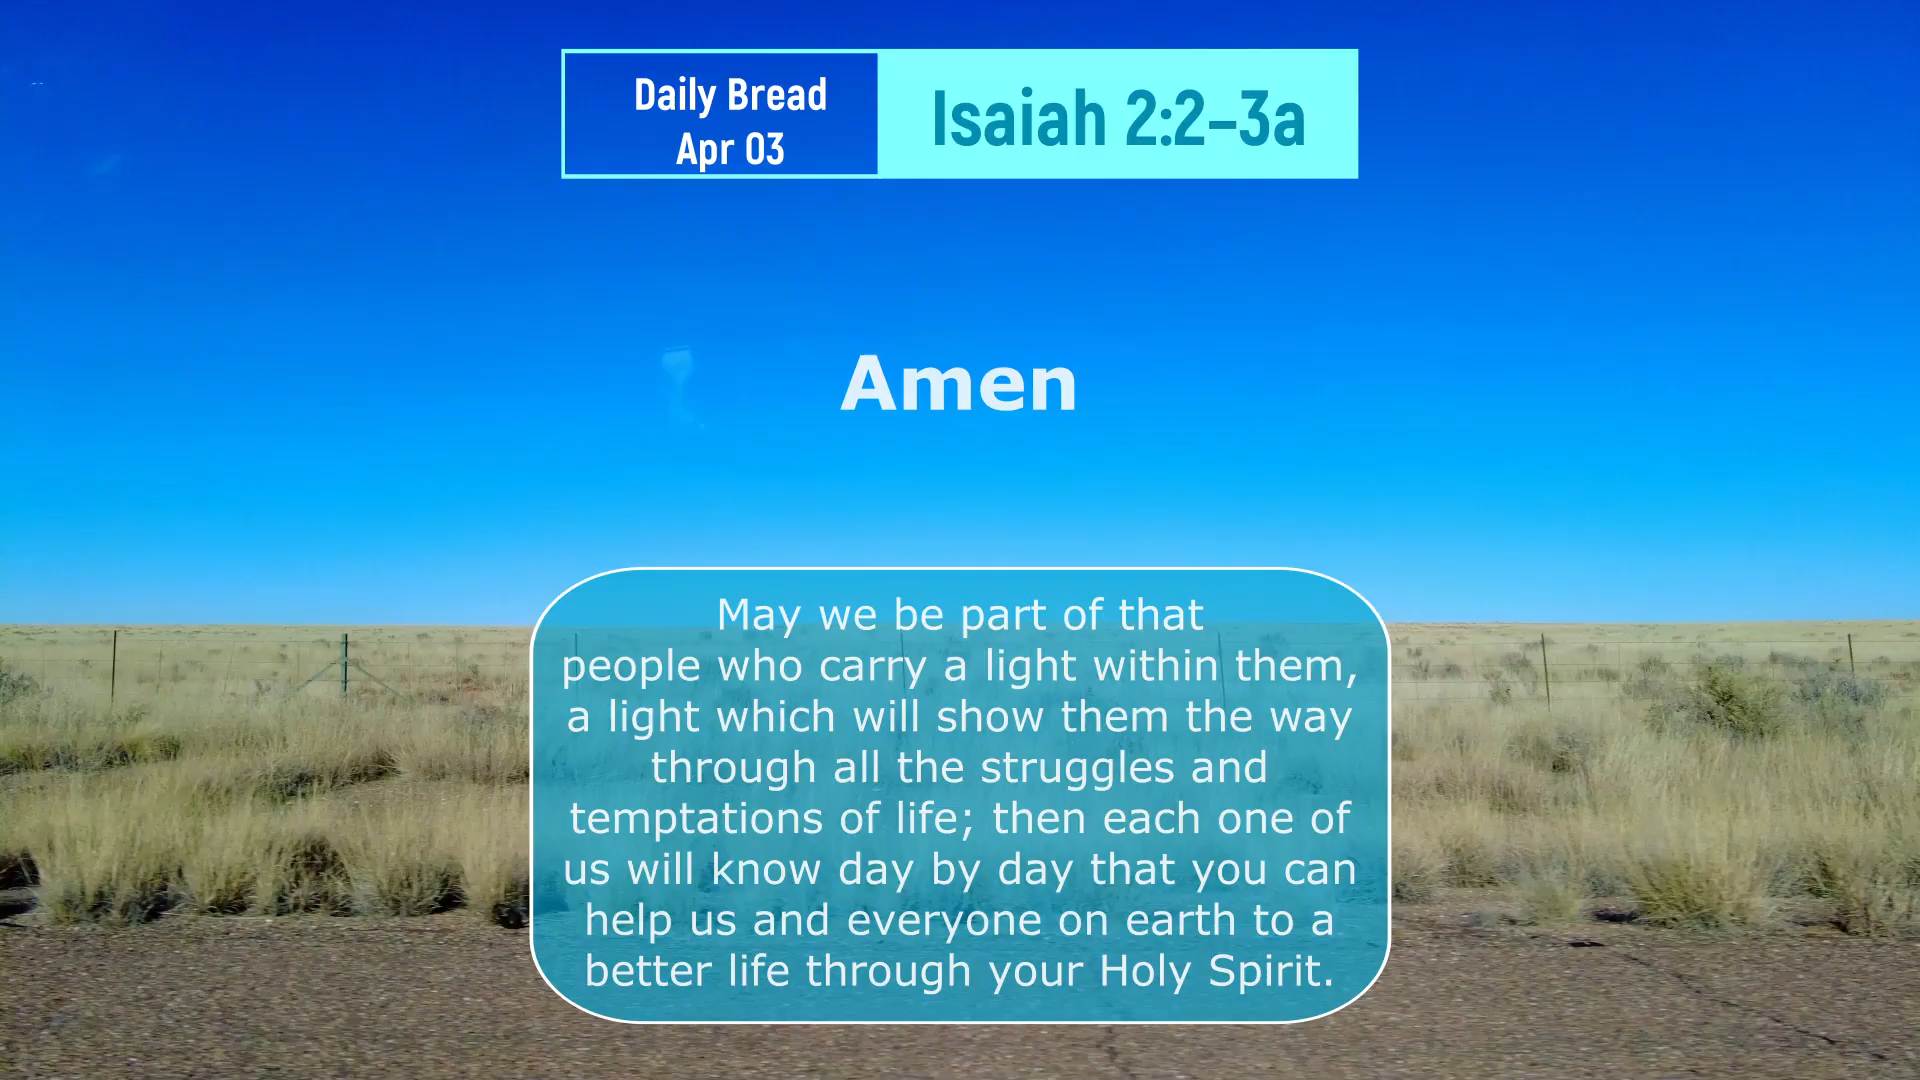 Daily Bread
Apr 03
Isaiah 2:2–3a
Amen
May we be part of that
people who carry a light within them,
a light which will show them the way
through all the struggles and
temptations of life; then each one of
us will know day by day that you can
help us and everyone on earth to a
better life through your Holy Spirit.